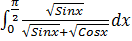 ∫₀^(π/2) √Sinx / (√Sinx + √Cosx) dx